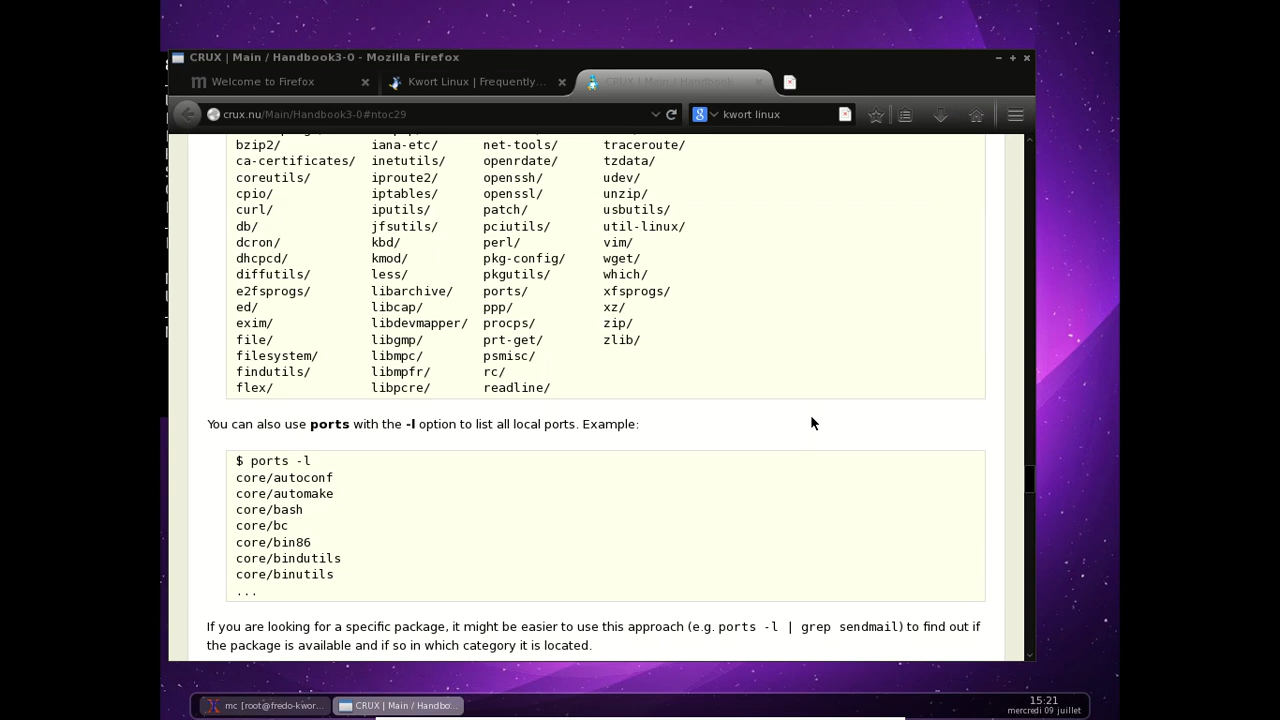 CRUX | Main / Handbook3-0 - Mozilla Firefox
Welcome to Firefox
Kwort Linux | Frequently...
CRUX | Main / Handbook
crux.nu/Main/Handbook3-0#ntoc29
kwort linux
bzip2/ iana-etc/ net-tools/ traceroute/
ca-certificates/ inetutils/ openrdate/ tzdata/
coreutils/ iproute2/ openssh/ udev/
cpio/ iptables/ openssl/ unzip/
curl/ iputils/ patch/ usbutils/
db/ jfsutils/ pciutils/ util-linux/
dcron/ kbd/ perl/ vim/
dhcpcd/ kmod/ pkg-config/ wget/
diffutils/ less/ pkgutils/ which/
e2fsprogs/ libarchive/ ports/ xfsprogs/
ed/ libcap/ ppp/ xz/
exim/ libdevmapper/ procps/ zip/
file/ libgmp/ prt-get/ zlib/
filesystem/ libmpc/ psmisc/
findutils/ libmpfr/ rc/
flex/ libpcre/ readline/
You can also use ports with the -l option to list all local ports. Example:
$ ports -l
core/autoconf
core/automake
core/bash
core/bc
core/bin86
core/bindutils
core/binutils
...
If you are looking for a specific package, it might be easier to use this approach (e.g. ports -l | grep sendmail) to find out if
the package is available and if so in which category it is located.
mc [root@fredo-kwor...
CRUX | Main / Handbo...
15:21
mercredi 09 juillet